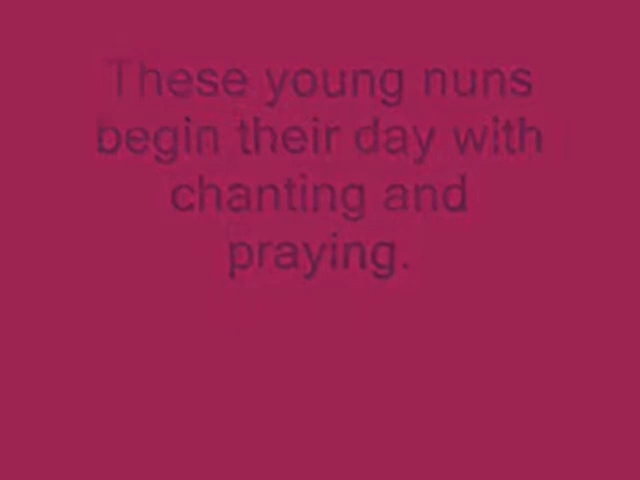 These young nuns
begin their day with
chanting and
praying.